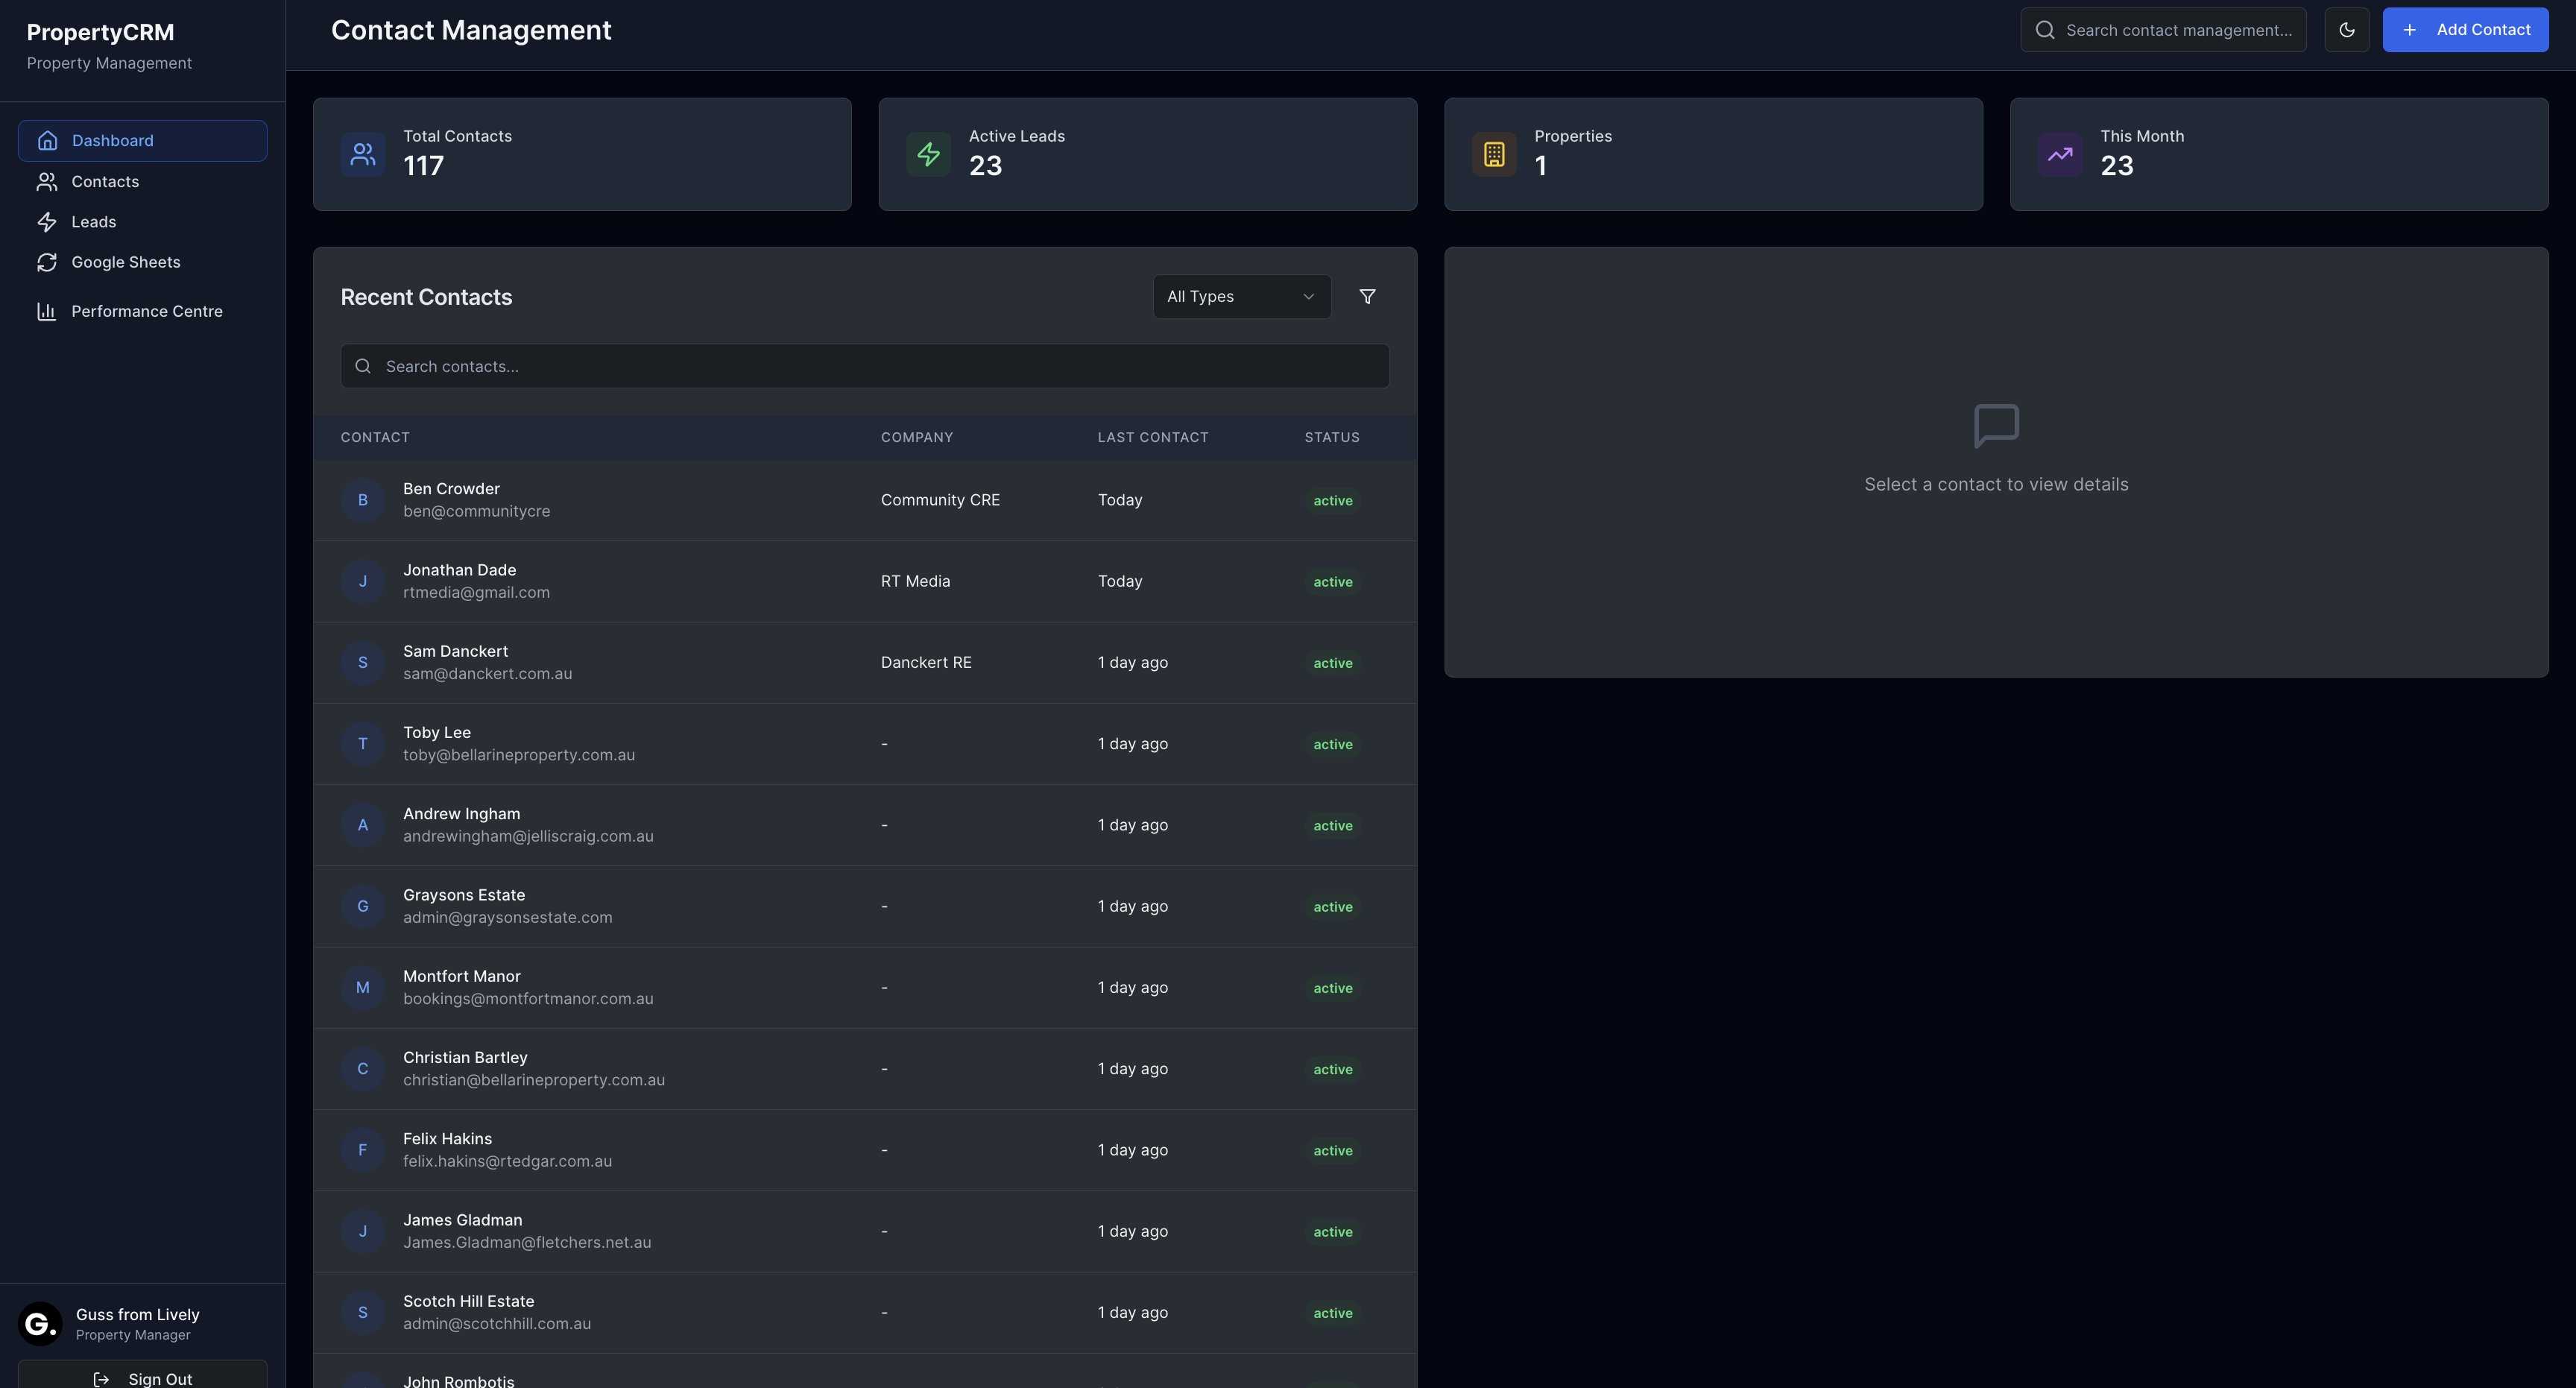 PropertyCRM
Property Management
Dashboard
Contacts
Leads
Google Sheets
Performance Centre
Guss from Lively
Property Manager
Sign Out
G.
Contact Management
Search contact management...
Add Contact
Total Contacts
117
Active Leads
23
Properties
1
This Month
23
Recent Contacts
All Types
Search contacts...
CONTACT COMPANY LAST CONTACT STATUS
B
Ben Crowder
ben@communitycre
Community CRE
Today
active
J
Jonathan Dade
rtmedia@gmail.com
RT Media
Today
active
S
Sam Danckert
sam@danckert.com.au
Danckert RE
1 day ago
active
T
Toby Lee
toby@bellarineproperty.com.au
-
1 day ago
active
A
Andrew Ingham
andrewingham@jelliscraig.com.au
-
1 day ago
active
G
Graysons Estate
admin@graysonsestate.com
-
1 day ago
active
M
Montfort Manor
bookings@montfortmanor.com.au
-
1 day ago
active
C
Christian Bartley
christian@bellarineproperty.com.au
-
1 day ago
active
F
Felix Hakins
felix.hakins@rtedgar.com.au
-
1 day ago
active
J
James Gladman
James.Gladman@fletchers.net.au
-
1 day ago
active
S
Scotch Hill Estate
admin@scotchhill.com.au
-
1 day ago
active
John Rombotis
Select a contact to view details